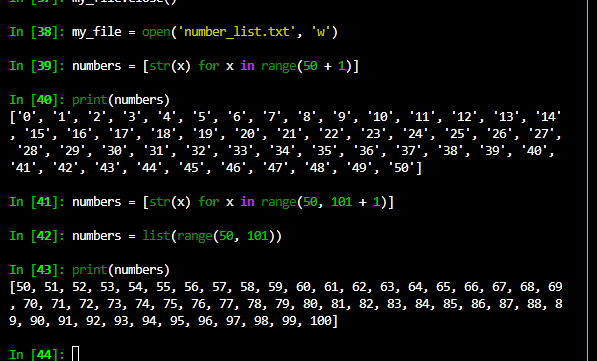 In [37]: my_file.close()
In [38]: my_file = open('number_list.txt', 'w')
In [39]: numbers = [str(x) for x in range(50 + 1)]
In [40]: print(numbers)
['0', '1', '2', '3', '4', '5', '6', '7', '8', '9', '10', '11', '12', '13', '14'
, '15', '16', '17', '18', '19', '20', '21', '22', '23', '24', '25', '26', '27',
 '28', '29', '30', '31', '32', '33', '34', '35', '36', '37', '38', '39', '40',
'41', '42', '43', '44', '45', '46', '47', '48', '49', '50']
In [41]: numbers = [str(x) for x in range(50, 101 + 1)]
In [42]: numbers = list(range(50, 101))
In [43]: print(numbers)
[50, 51, 52, 53, 54, 55, 56, 57, 58, 59, 60, 61, 62, 63, 64, 65, 66, 67, 68, 69
, 70, 71, 72, 73, 74, 75, 76, 77, 78, 79, 80, 81, 82, 83, 84, 85, 86, 87, 88, 8
9, 90, 91, 92, 93, 94, 95, 96, 97, 98, 99, 100]
In [44]: